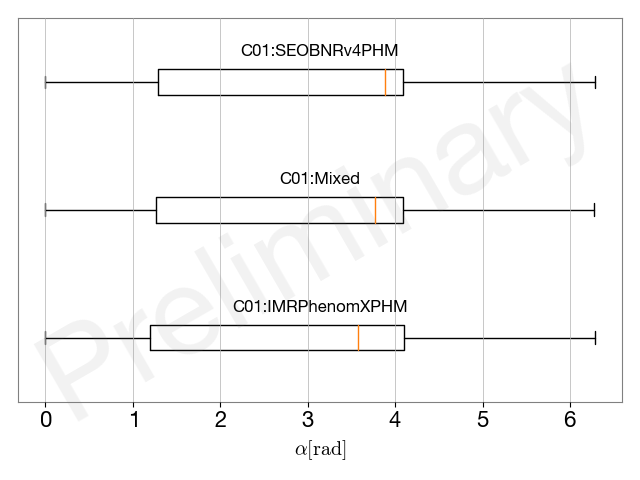 C01:SEOBNRv4PHM
C01:Mixed
C01:IMRPhenomXPHM
Preliminary
0 1 2 3 4 5 6
α[rad]